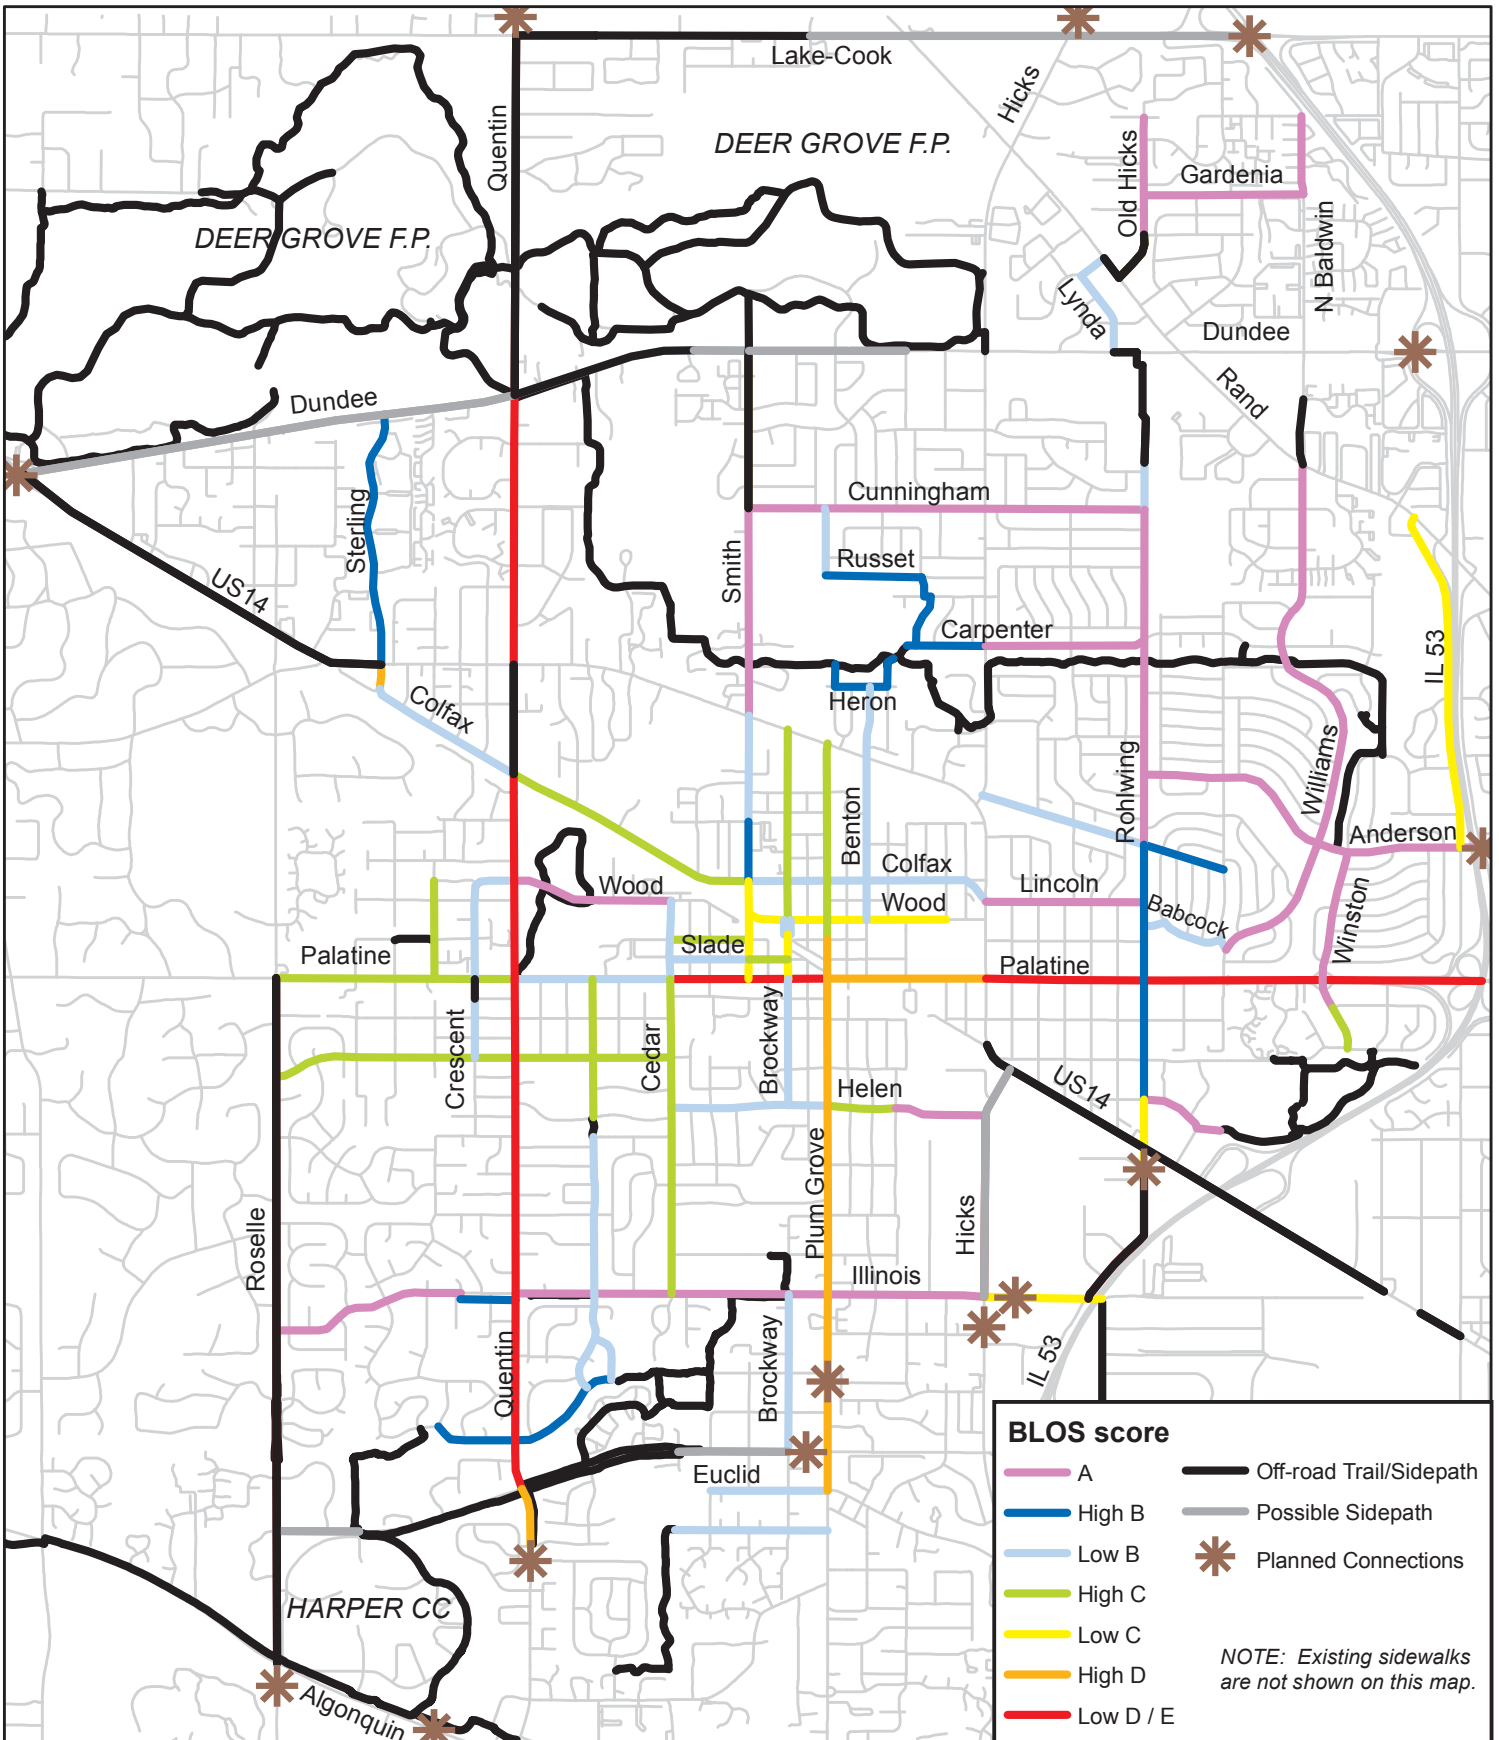 Lake-Cook
Hicks
Quentin
DEER GROVE F.P.
Old Hicks
Gardenia
DEER GROVE F.P.
N Baldwin
Lynda
Dundee
Rand
Dundee
Sterling
Cunningham
US14
Smith
Russet
Carpenter
IL 53
Heron
Colfax
Rohlwing
Williams
Benton
Anderson
Colfax
Wood
Lincoln
Wood
Babcock
Winston
Slade
Palatine
Palatine
Crescent
Cedar
Brockway
Helen
US14
Plum Grove
Roselle
Hicks
Illinois
Quentin
Brockway
IL 53
Euclid
HARPER CC
Algonquin
BLOS score
A
High B
Low B
High C
Low C
High D
Low D / E
Off-road Trail/Sidepath
Possible Sidepath
Planned Connections
NOTE: Existing sidewalks
are not shown on this map.